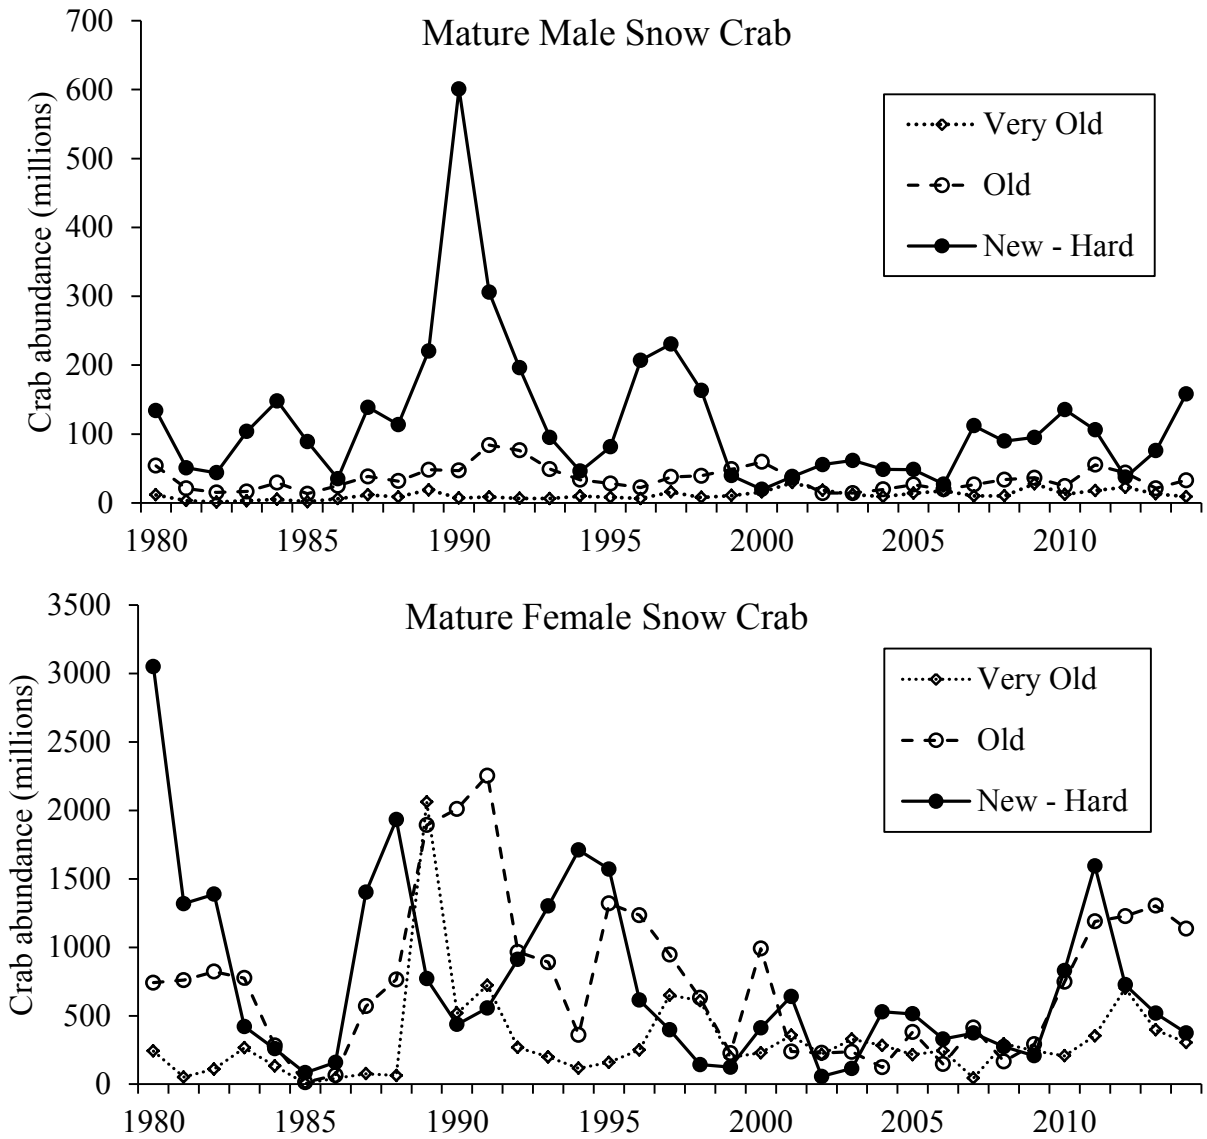 Mature Male Snow Crab
Crab abundance (millions)
700
600
500
400
300
200
100
0
Very Old
Old
New - Hard
1980 1985 1990 1995 2000 2005 2010
Mature Female Snow Crab
Crab abundance (millions)
3500
3000
2500
2000
1500
1000
500
0
Very Old
Old
New - Hard
1980 1985 1990 1995 2000 2005 2010